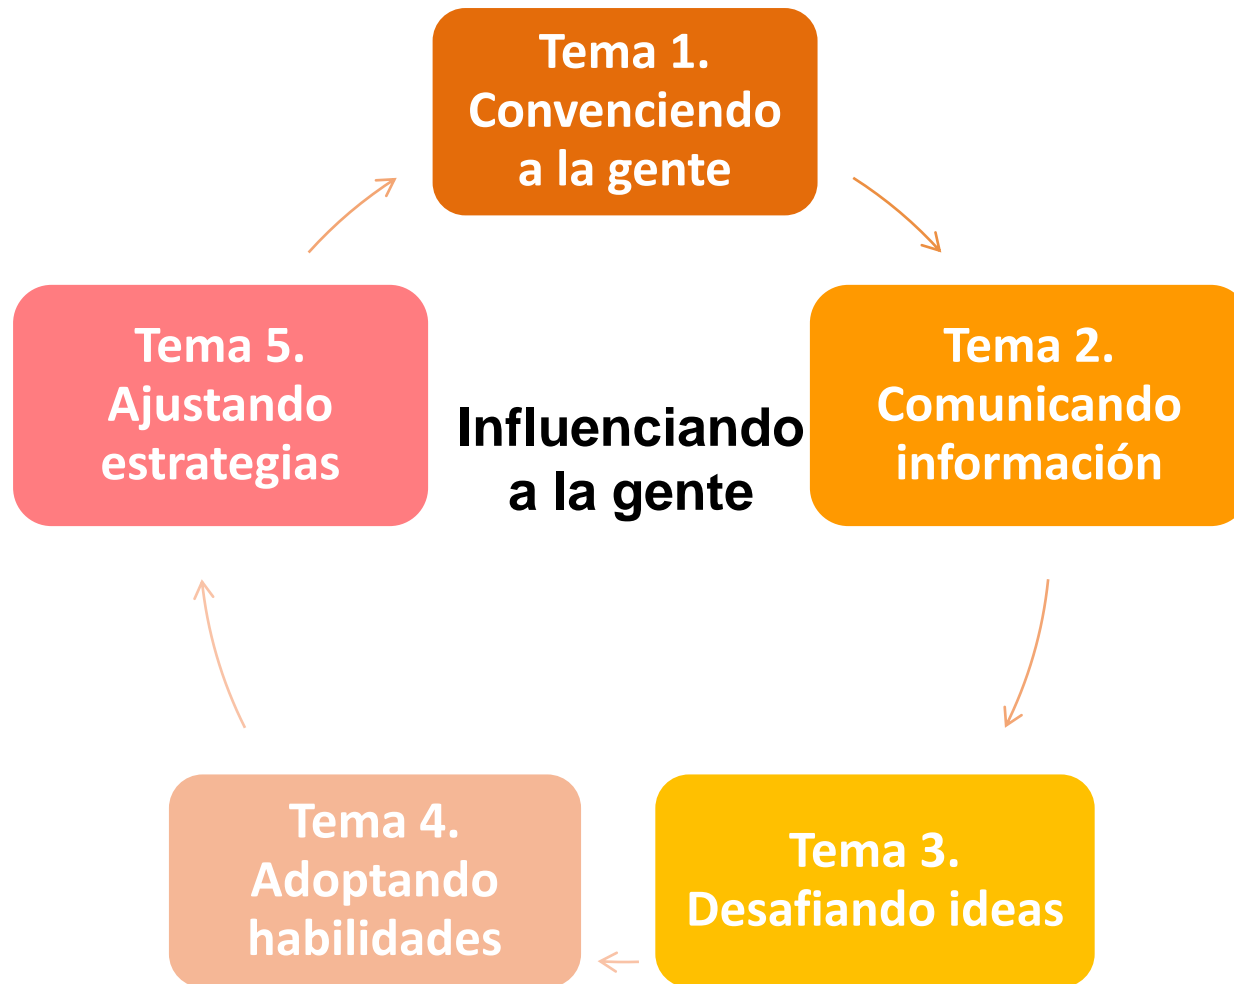 Tema 1.
Convenciendo
a la gente
Tema 2.
Comunicando
información
Tema 3.
Desafiando ideas
Tema 4.
Adoptando
habilidades
Tema 5.
Ajustando
estrategias
Influenciando
a la gente